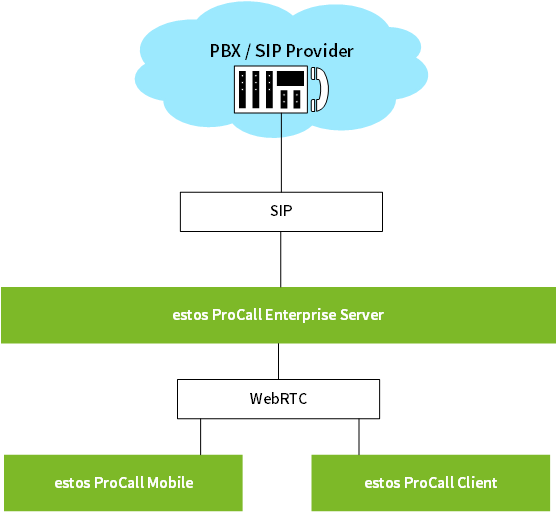 PBX / SIP Provider
SIP
estos ProCall Enterprise Server
WebRTC
estos ProCall Mobile
estos ProCall Client